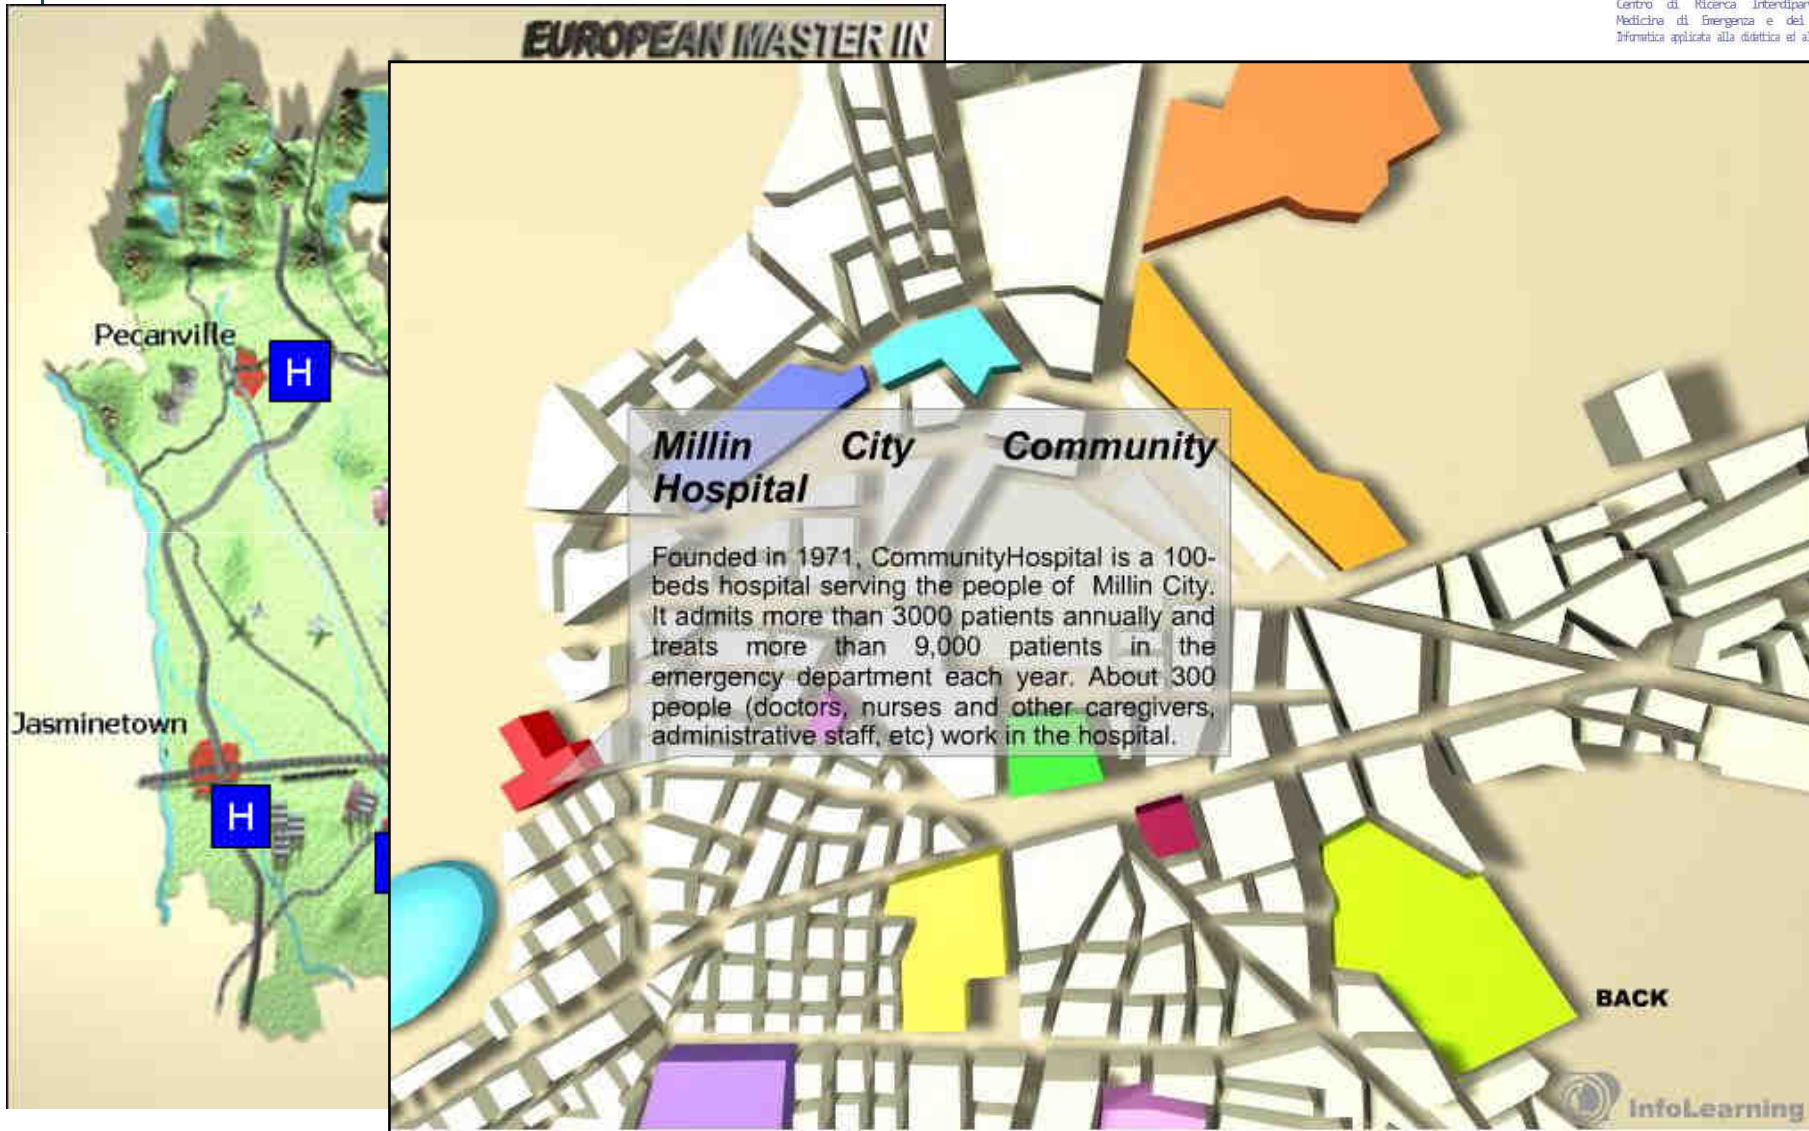 Centro di Ricerca
Medicina di Emergenza e dei
Informatica applicata alla didattica ed
EUROPEAN MASTER IN
Pecanville
H
Jasminetown
H
Millin City Community
Hospital
Founded in 1971, CommunityHospital is a 100-
beds hospital serving the people of Millin City.
It admits more than 3000 patients annually and
treats more than 9,000 patients in the
emergency department each year. About 300
people (doctors, nurses and other caregivers,
administrative staff, etc) work in the hospital.
BACK
InfoLearning